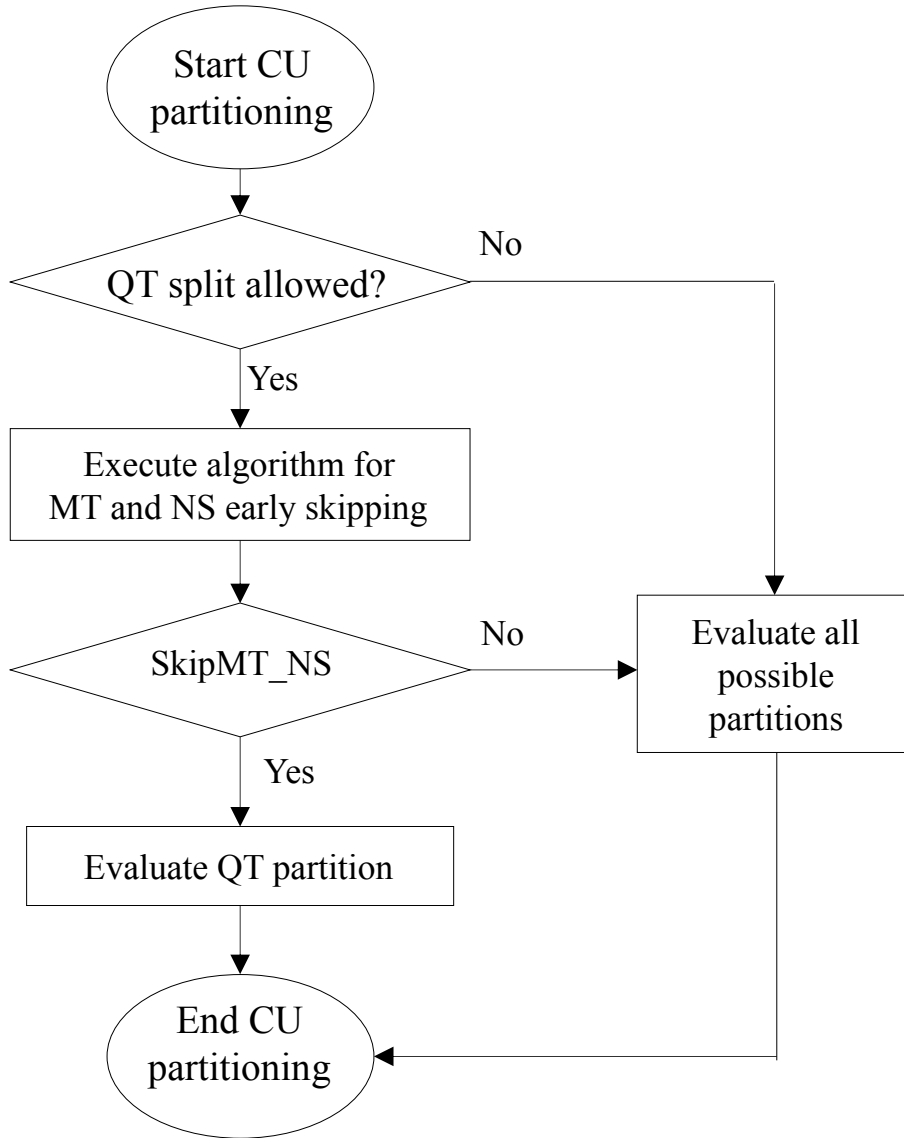 Start CU
partitioning
QT split allowed?
No
Yes
Execute algorithm for
MT and NS early skipping
SkipMT_NS
No
Evaluate all
possible
partitions
Yes
Evaluate QT partition
End CU
partitioning